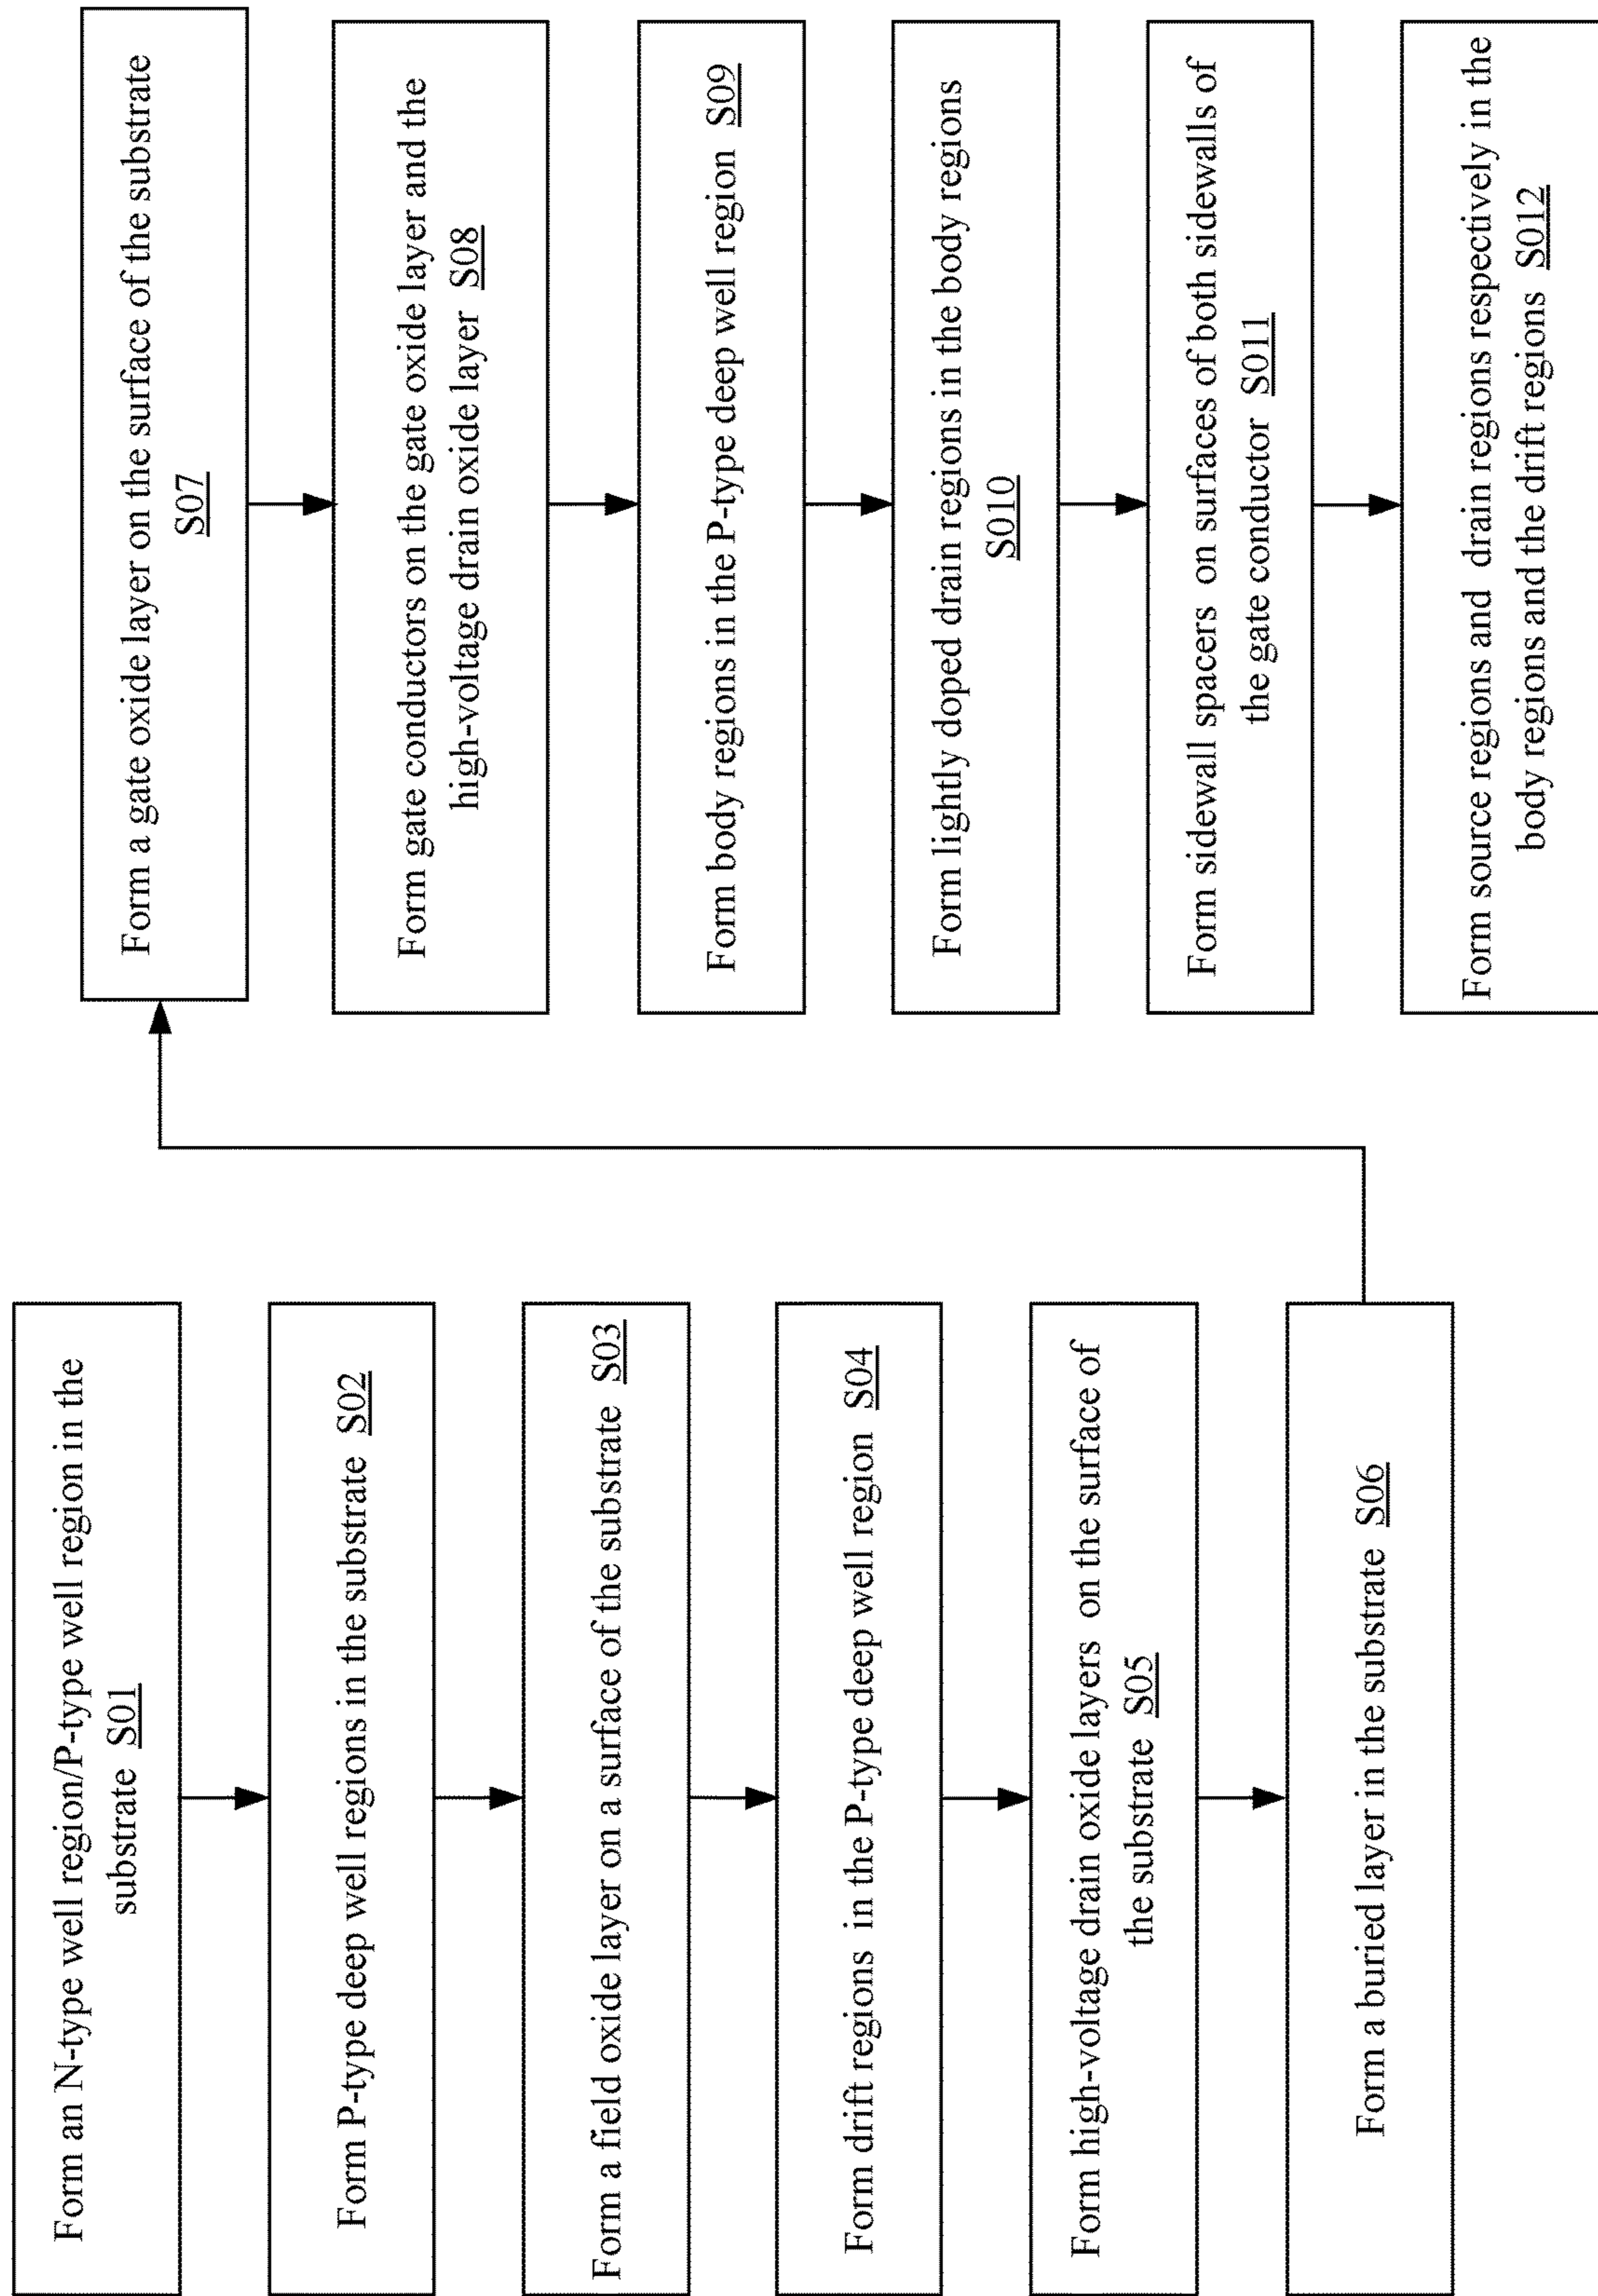 Form an N-type well region/P-type well region in the
substrate S01
Form P-type deep well regions in the substrate S02
Form a field oxide layer on a surface of the substrate S03
Form drift regions in the P-type deep well region S04
Form high-voltage drain oxide layers on the surface of
the substrate S05
Form a buried layer in the substrate S06
Form a gate oxide layer on the surface of the substrate
S07
Form gate conductors on the gate oxide layer and the
high-voltage drain oxide layer S08
Form body regions in the P-type deep well region S09
Form lightly doped drain regions in the body regions
S010
Form sidewall spacers on surfaces of both sidewalls of
the gate conductor S011
Form source regions and drain regions respectively in the
body regions and the drift regions S012